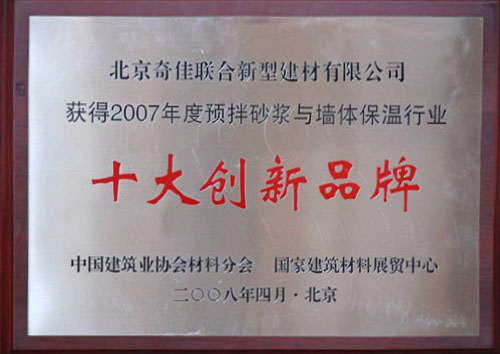 北京奇佳联合新型建材有限公司
获得2007年度预拌砂浆与墙体保温行业
十大创新品牌
中国建筑业协会材料分会 国家建筑材料展贸中心
二〇〇八年四月·北京